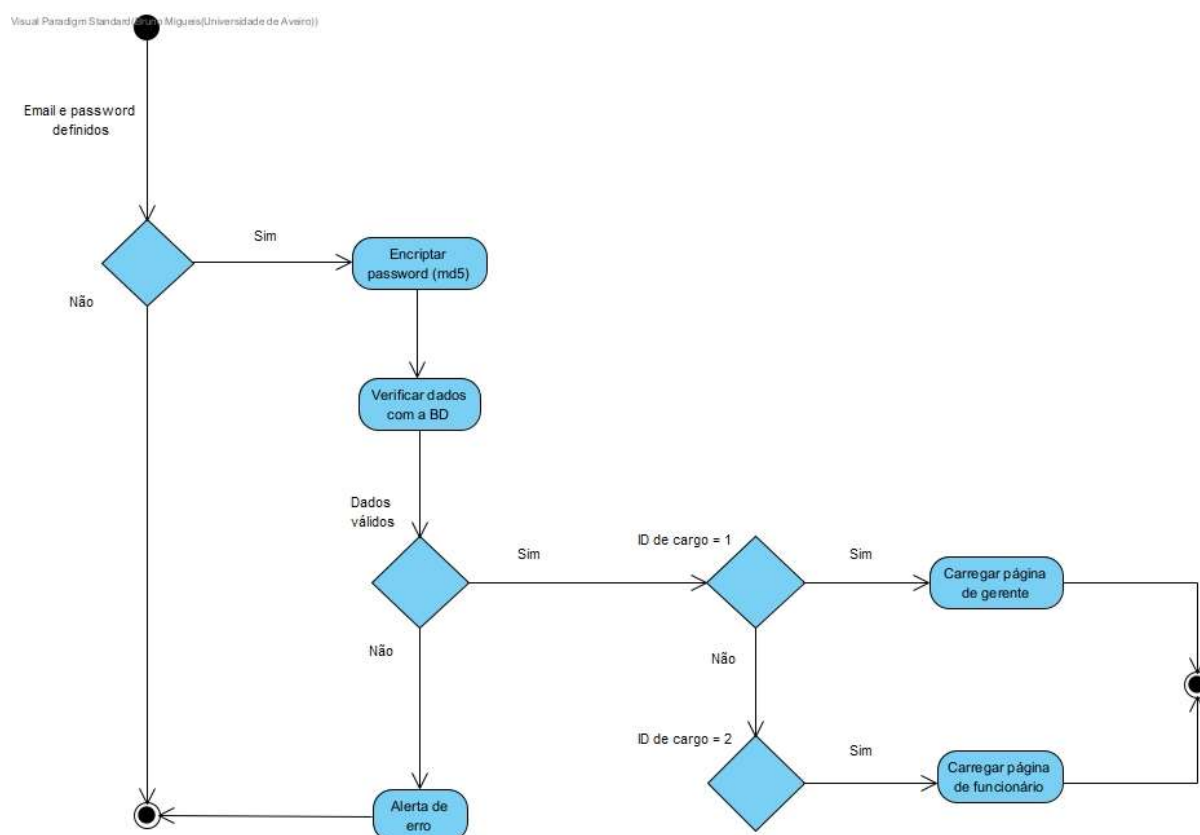 Visual Paradigm Standard(Bruno Migueis(Universidade de Aveiro))
Email e password
definidos
Sim
Encriptar
password (md5)
Não
Verificar dados
com a BD
Dados
válidos
Sim
ID de cargo = 1
Sim
Carregar página
de gerente
Não
Não
ID de cargo = 2
Sim
Carregar página
de funcionário
Alerta de
erro